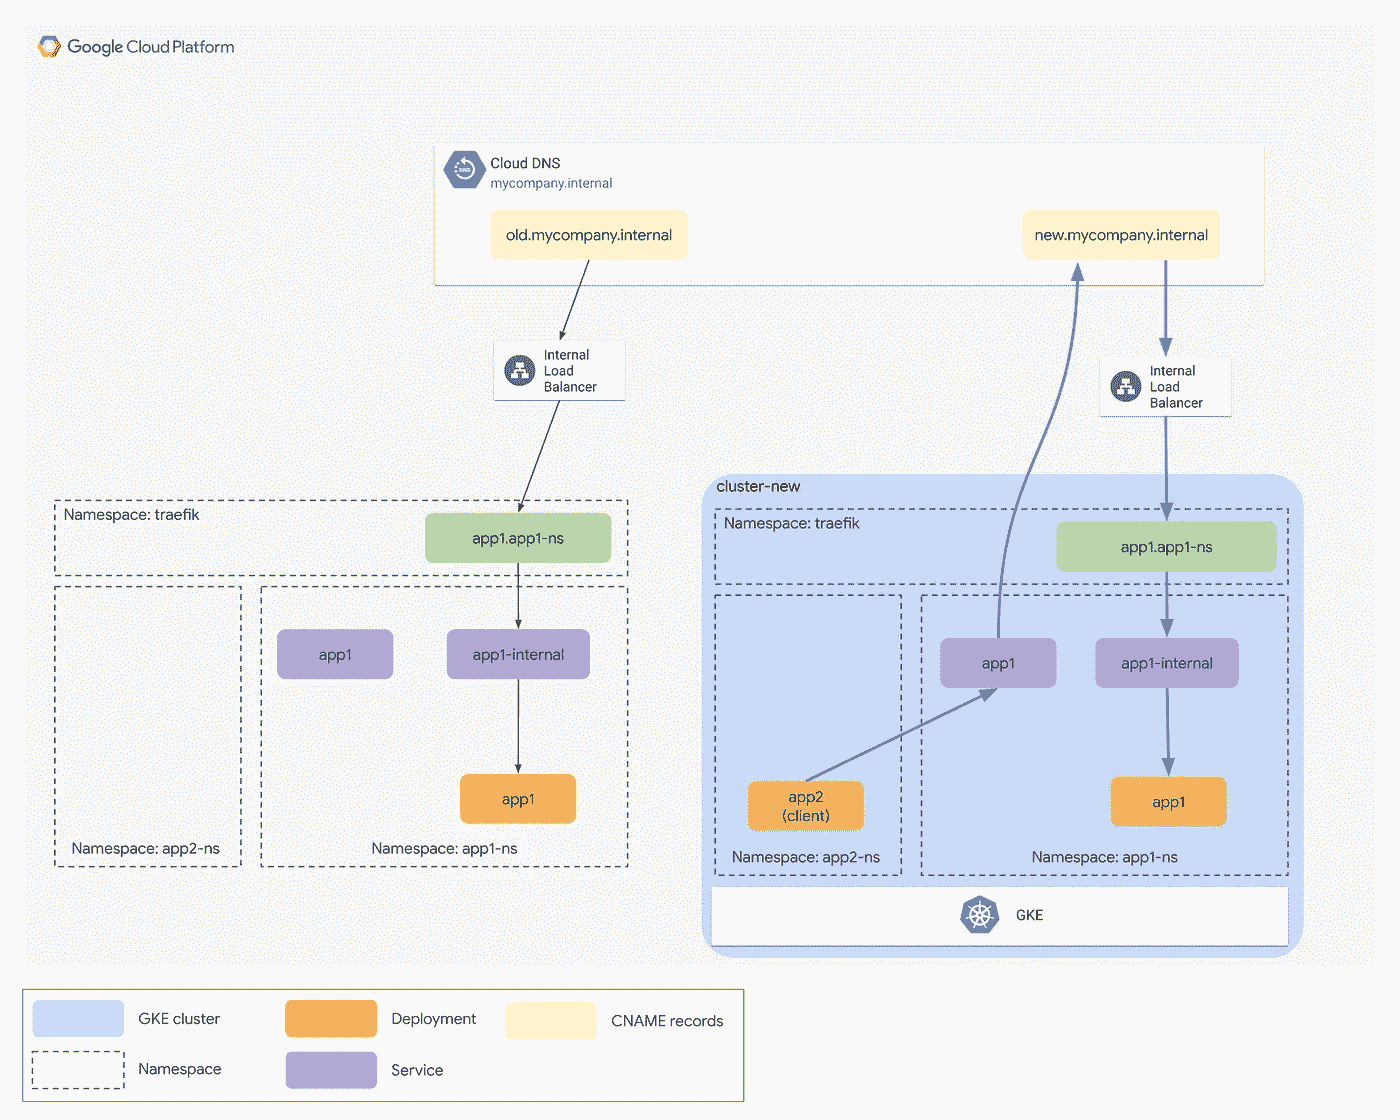 Google Cloud Platform
Cloud DNS
mycompany.internal
old.mycompany.internal
new.mycompany.internal
Internal
Load
Balancer
Internal
Load
Balancer
Namespace: traefik
app1.app1-ns
app1
app1-internal
app1
Namespace: app2-ns
Namespace: app1-ns
cluster-new
Namespace: traefik
app1.app1-ns
app1
app1-internal
app2
(client)
app1
Namespace: app2-ns
Namespace: app1-ns
GKE
GKE cluster
Deployment
CNAME records
Namespace
Service